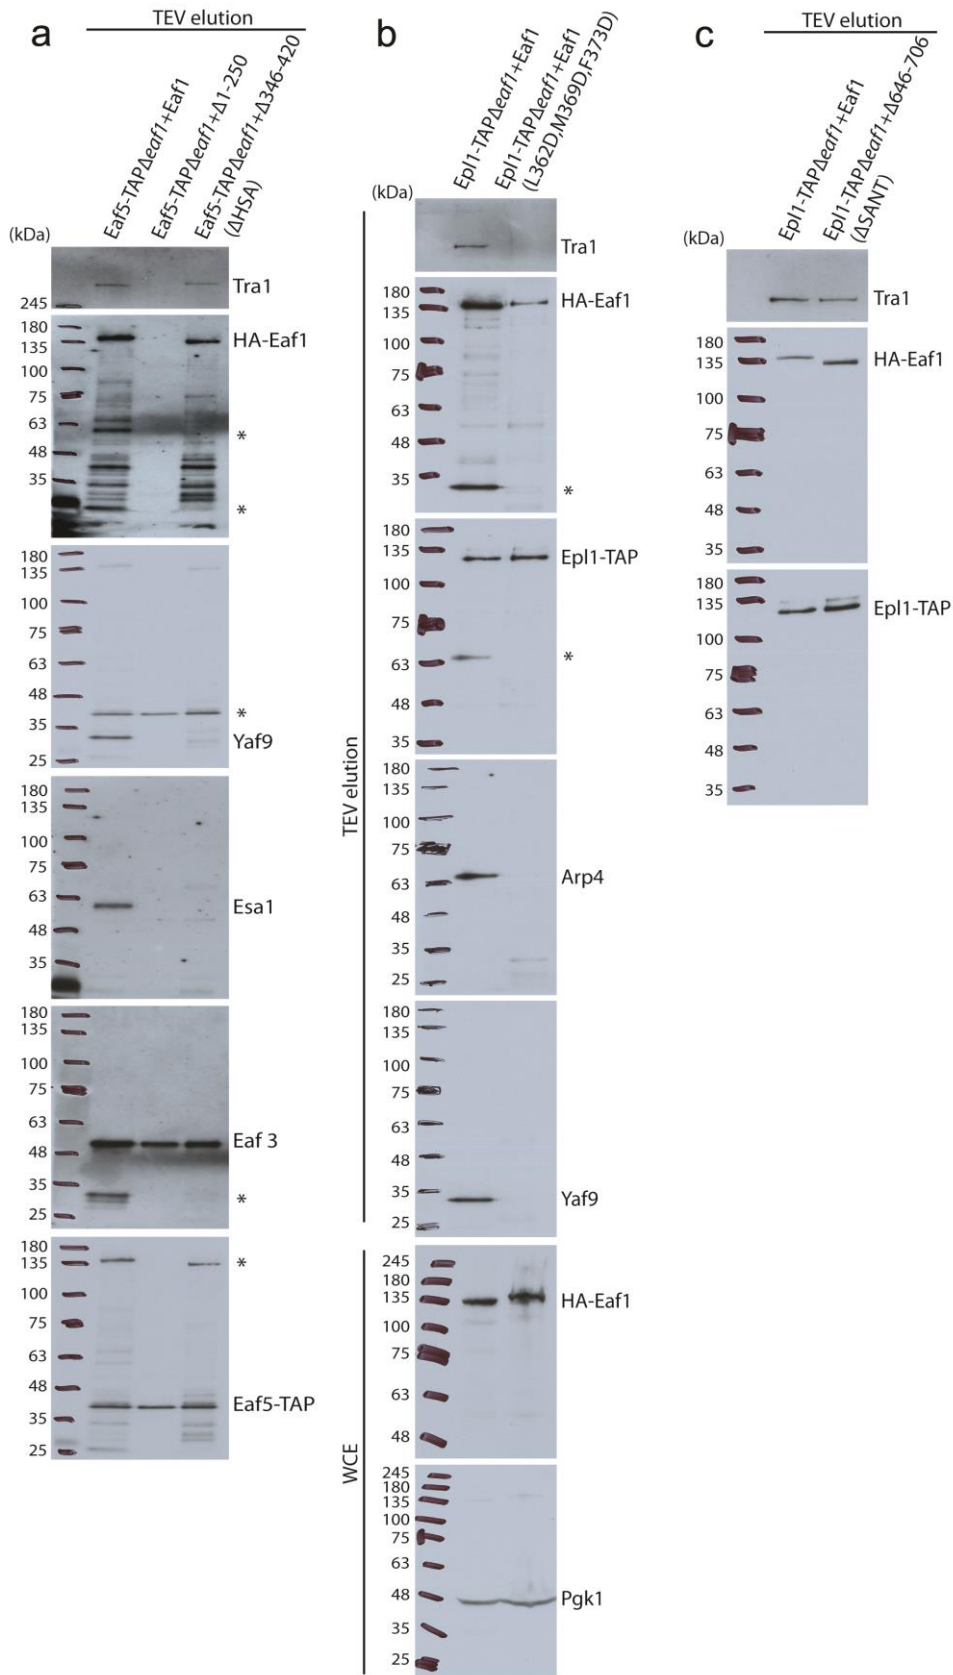 a
TEV elution
Eaf5-TAPΔeaf1+Eaf1
Eaf5-TAPΔeaf1+Δ1-250
Eaf5-TAPΔeaf1+Δ346-420
(ΔHSA)
(kDa)
Tra1
245
180
HA-Eaf1
135
100
75
63
*
48
35
*
180
135
100
75
63
48
*
35
Yaf9
25
180
135
100
75
63
Esa1
48
35
180
135
100
75
63
Eaf 3
48
35
*
25
180
*
135
100
75
63
48
Eaf5-TAP
35
25
b
Epl1-TAPΔeaf1+Eaf1
Epl1-TAPΔeaf1+Eaf1
(L362D,M369D,F373D)
(kDa)
TEV elution
Tra1
180
HA-Eaf1
135
100
75
63
48
35
*
180
135
Epl1-TAP
100
75
63
*
48
35
180
135
100
75
Arp4
63
48
35
25
180
135
100
75
63
48
35
Yaf9
25
WCE
245
180
135
HA-Eaf1
100
75
63
48
245
180
135
100
75
63
48
Pgk1
35
25
c
TEV elution
Epl1-TAPΔeaf1+Eaf1
Epl1-TAPΔeaf1+Δ646-706
(ΔSANT)
(kDa)
Tra1
180
135
HA-Eaf1
100
75
63
48
35
180
135
Epl1-TAP
100
75
63
48
35